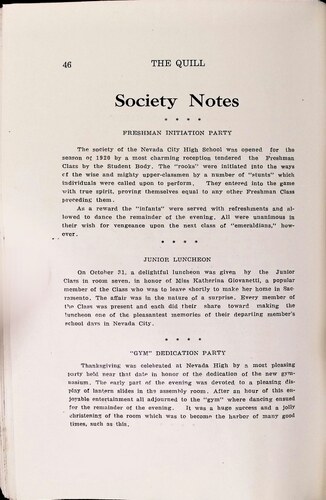 46
THE QUILL
Society Notes
* * * *
FRESHMAN INITIATION PARTY
The society of the Nevada City High School was opened for the
season of 1920 by a most charming reception tendered the Freshman
Class by the Student Body. The "rocks" were initiated into the ways
of the wise and mighty upper-classmen by a number of "stunts" which
individuals were called upon to perform. They entered into the game
with true spirit, proving themselves equal to any other Freshman Class
preceding them.
As a reward the "infants" were served with refreshments and al-
lowed to dance the remainder of the evening. All were unanimous in
their wish for vengeance upon the next class of "emeraldians," how-
ever.
* * * *
JUNIOR LUNCHEON
On October 31, a delightful luncheon was given by the Junior
Class in room seven, in honor of Miss Katherina Giovanetti, a popular
member of the Class who was to leave shortly to make her home in Sac-
ramento. The affair was in the nature of a surprise. Every member of
the Class was present and each did their share toward making the
luncheon one of the pleasantest memories of their departing member's
school days in Nevada City.
* * * *
"GYM" DEDICATION PARTY
Thanksgiving was celebrated at Nevada High by a most pleasing
party held near that date in honor of the dedication of the new gym-
nasium. The early part of the evening was devoted to a pleasing dis-
play of lantern slides in the assembly room. After an hour of this en-
joyable entertainment all adjourned to the "gym" where dancing ensued
for the remainder of the evening. It was a huge success and a jolly
christening of the room which was to become the harbor of many good
times, such as this.